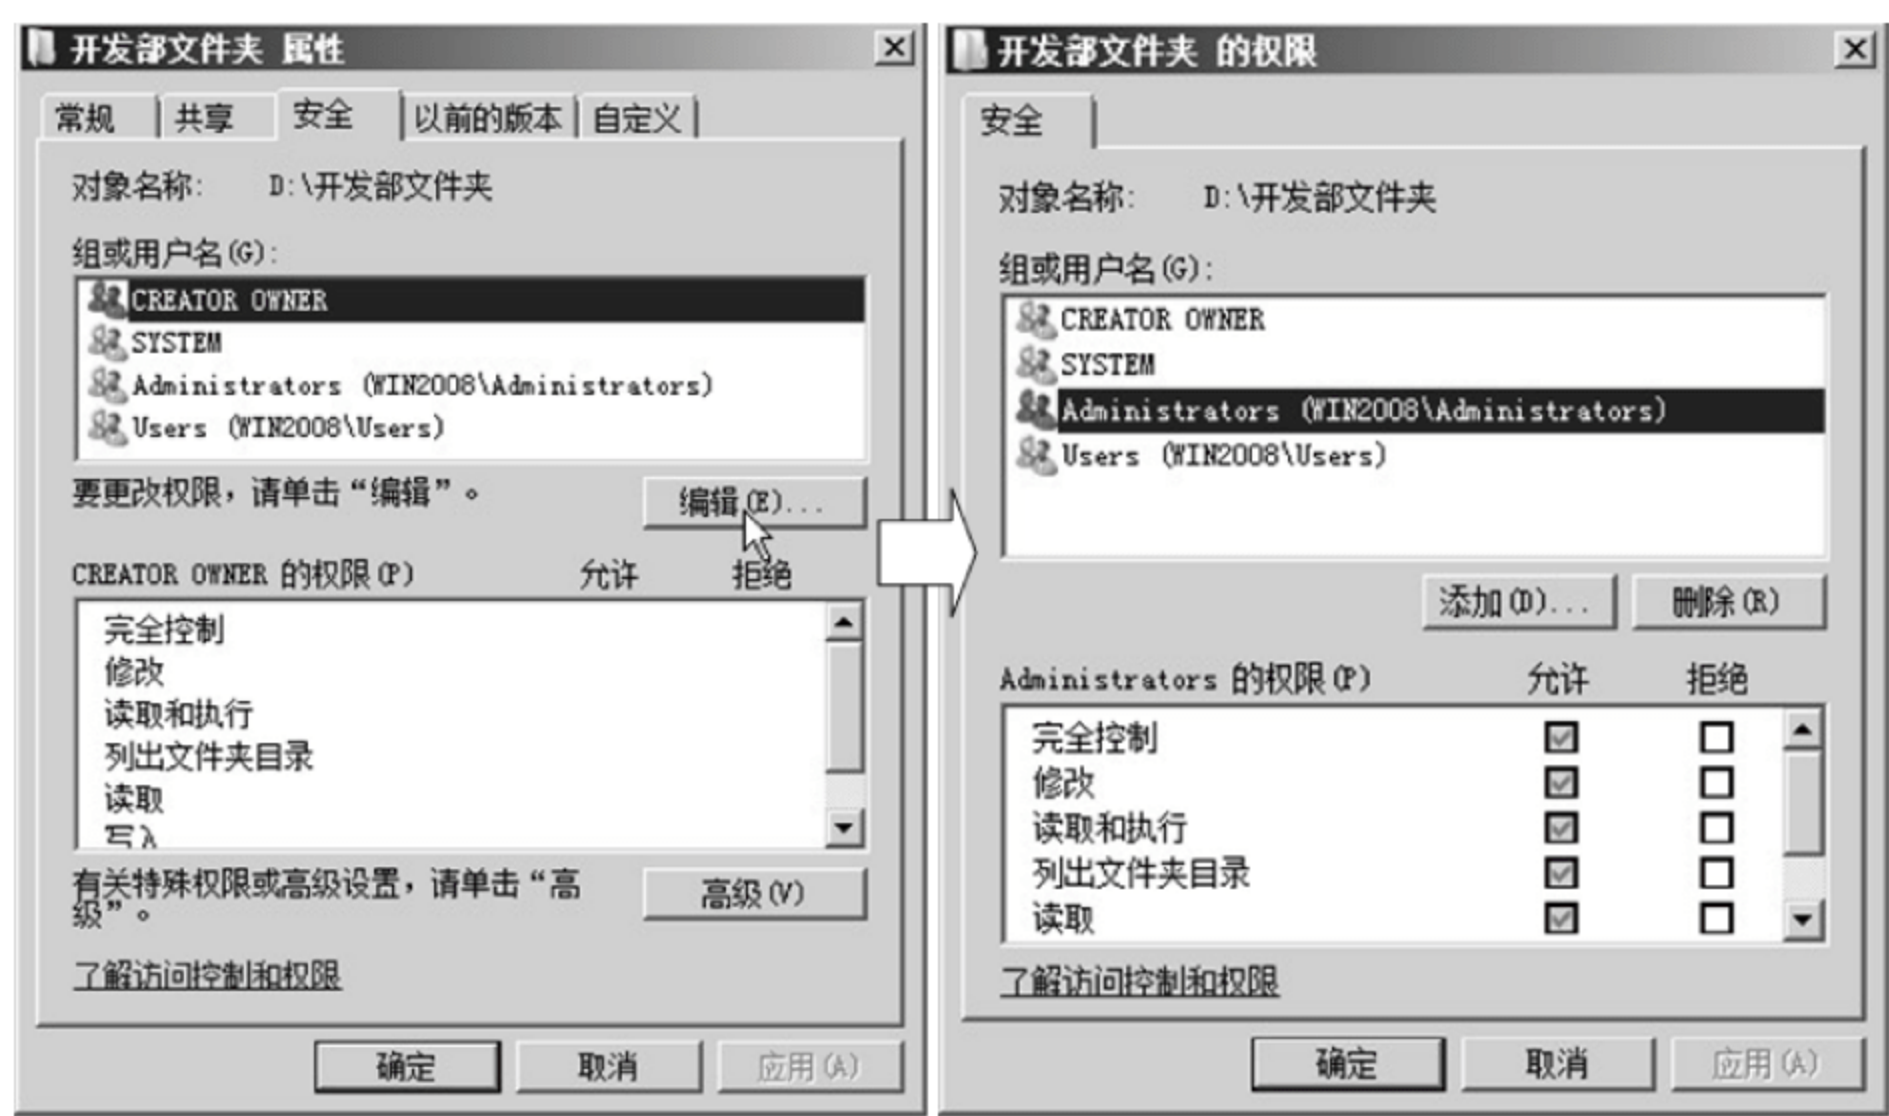 开发部文件夹 属性
常规 共享 安全 以前的版本 自定义
对象名称: D:\开发部文件夹
组或用户名(G):
CREATOR OWNER
SYSTEM
Administrators (WIN2008\Administrators)
Users (WIN2008\Users)
要更改权限，请单击“编辑”。
编辑(E)...
CREATOR OWNER 的权限(P) 允许 拒绝
完全控制
修改
读取和执行
列出文件夹目录
读取
写入
有关特殊权限或高级设置，请单击“高
级”。
高级(V)
了解访问控制和权限
确定 取消 应用(A)
开发部文件夹 的权限
安全
对象名称: D:\开发部文件夹
组或用户名(G):
CREATOR OWNER
SYSTEM
Administrators (WIN2008\Administrators)
Users (WIN2008\Users)
添加(D)... 删除(R)
Administrators 的权限(P) 允许 拒绝
完全控制
修改
读取和执行
列出文件夹目录
读取
了解访问控制和权限
确定 取消 应用(A)